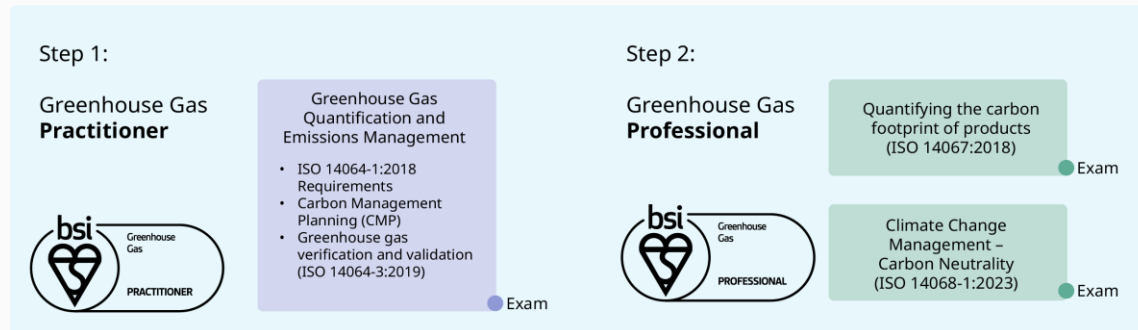 Step 1:
Greenhouse Gas
Practitioner
bsi
Greenhouse
Gas
PRACTITIONER
Greenhouse Gas
Quantification and
Emissions Management
• ISO 14064-1:2018
Requirements
• Carbon Management
Planning (CMP)
• Greenhouse gas
verification and validation
(ISO 14064-3:2019)
Exam
Step 2:
Greenhouse Gas
Professional
bsi
Greenhouse
Gas
PROFESSIONAL
Quantifying the carbon
footprint of products
(ISO 14067:2018)
Exam
Climate Change
Management –
Carbon Neutrality
(ISO 14068-1:2023)
Exam